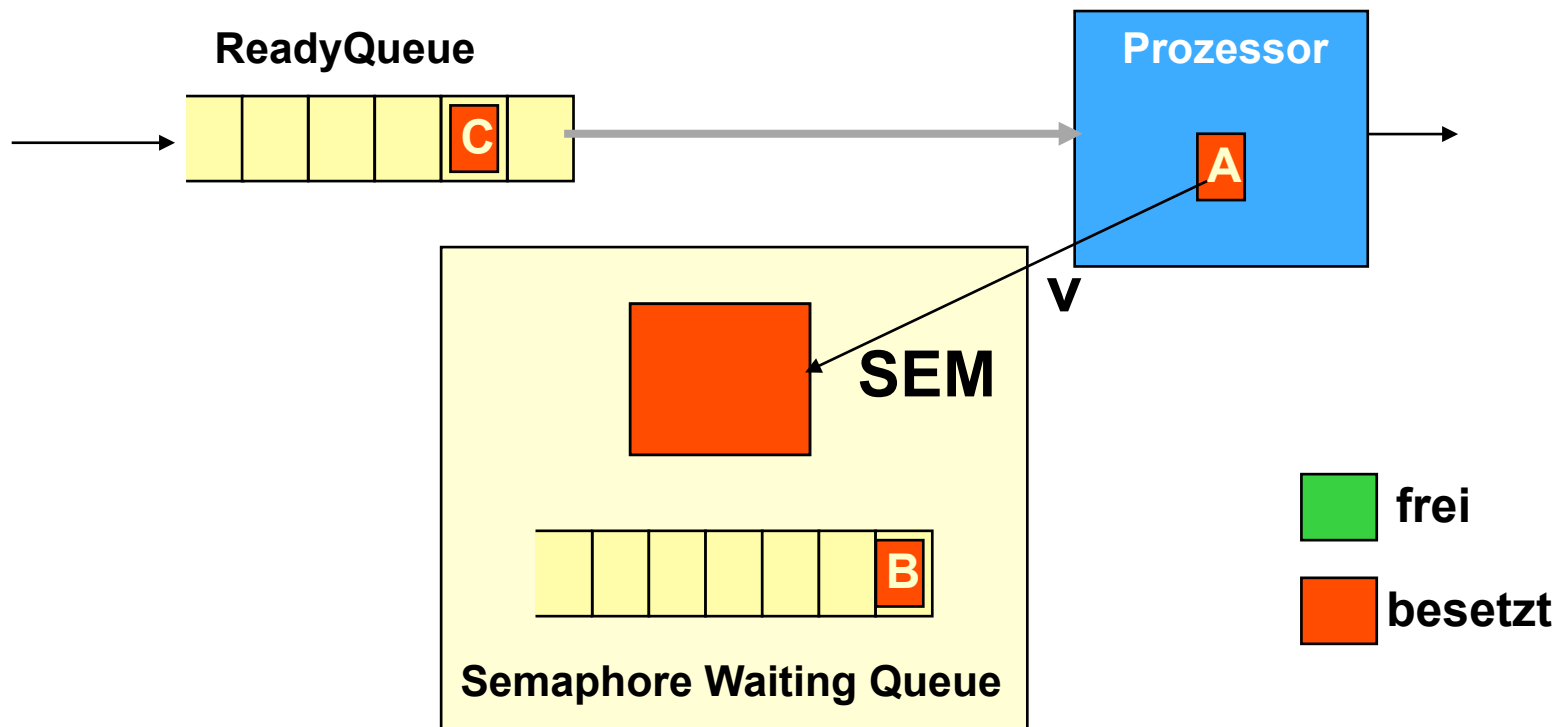 ReadyQueue
Prozessor
C
A
v
SEM
frei
B
besetzt
Semaphore Waiting Queue